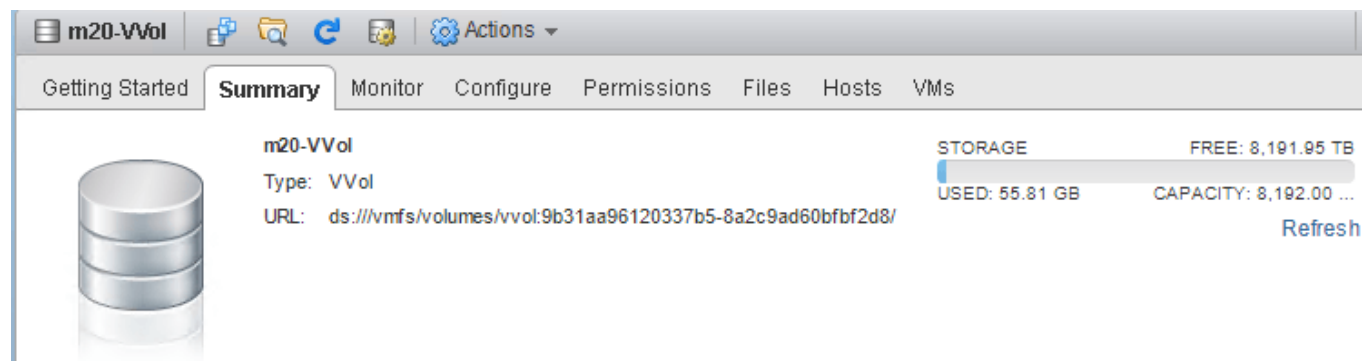 m20-VVol Actions
Getting Started Summary Monitor Configure Permissions Files Hosts VMs
m20-VVol
Type: VVol
URL: ds:///vmfs/volumes/vvol:9b31aa96120337b5-8a2c9ad60bfbf2d8/
STORAGE FREE: 8,191.95 TB
USED: 55.81 GB CAPACITY: 8,192.00 ...
Refresh